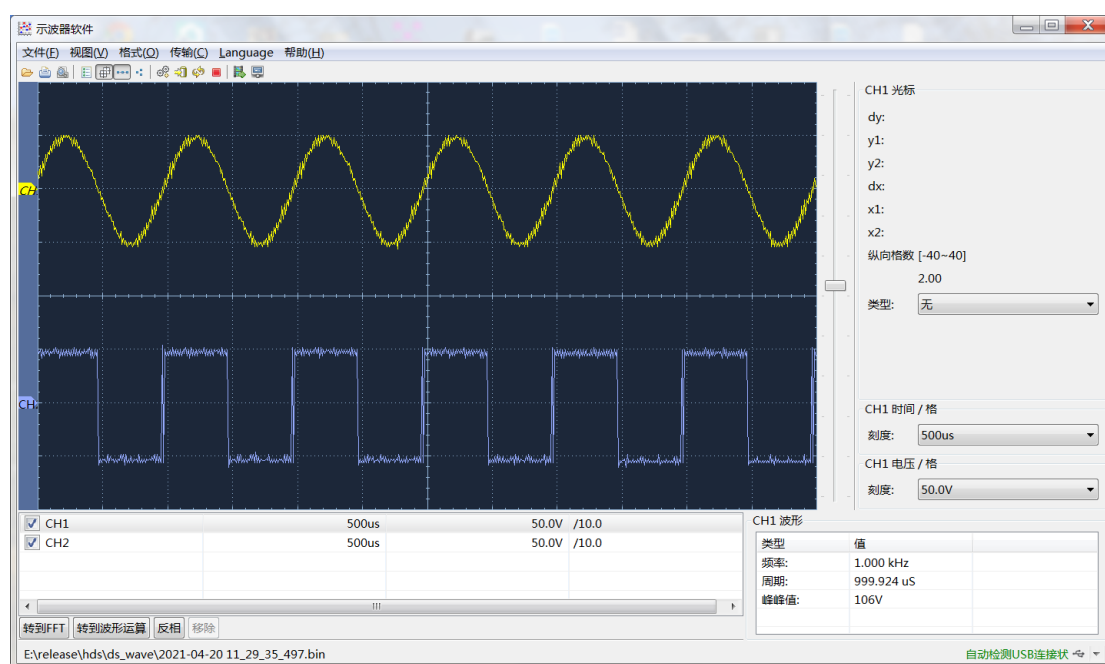 示波器软件
文件(F) 视图(V) 格式(O) 传输(C) Language 帮助(H)
CH
CH
CH1 光标
dy:
y1:
y2:
dx:
x1:
x2:
纵向格数 [-40~40]
2.00
类型: 无
CH1 时间 / 格
刻度: 500us
CH1 电压 / 格
刻度: 50.0V
CH1 500us 50.0V /10.0
CH2 500us 50.0V /10.0
转到FFT 转到波形运算 反相 移除
CH1 波形
类型 值
频率: 1.000 kHz
周期: 999.924 uS
峰峰值: 106V
E:\release\hds\ds_wave\2021-04-20 11_29_35_497.bin
自动检测USB连接状